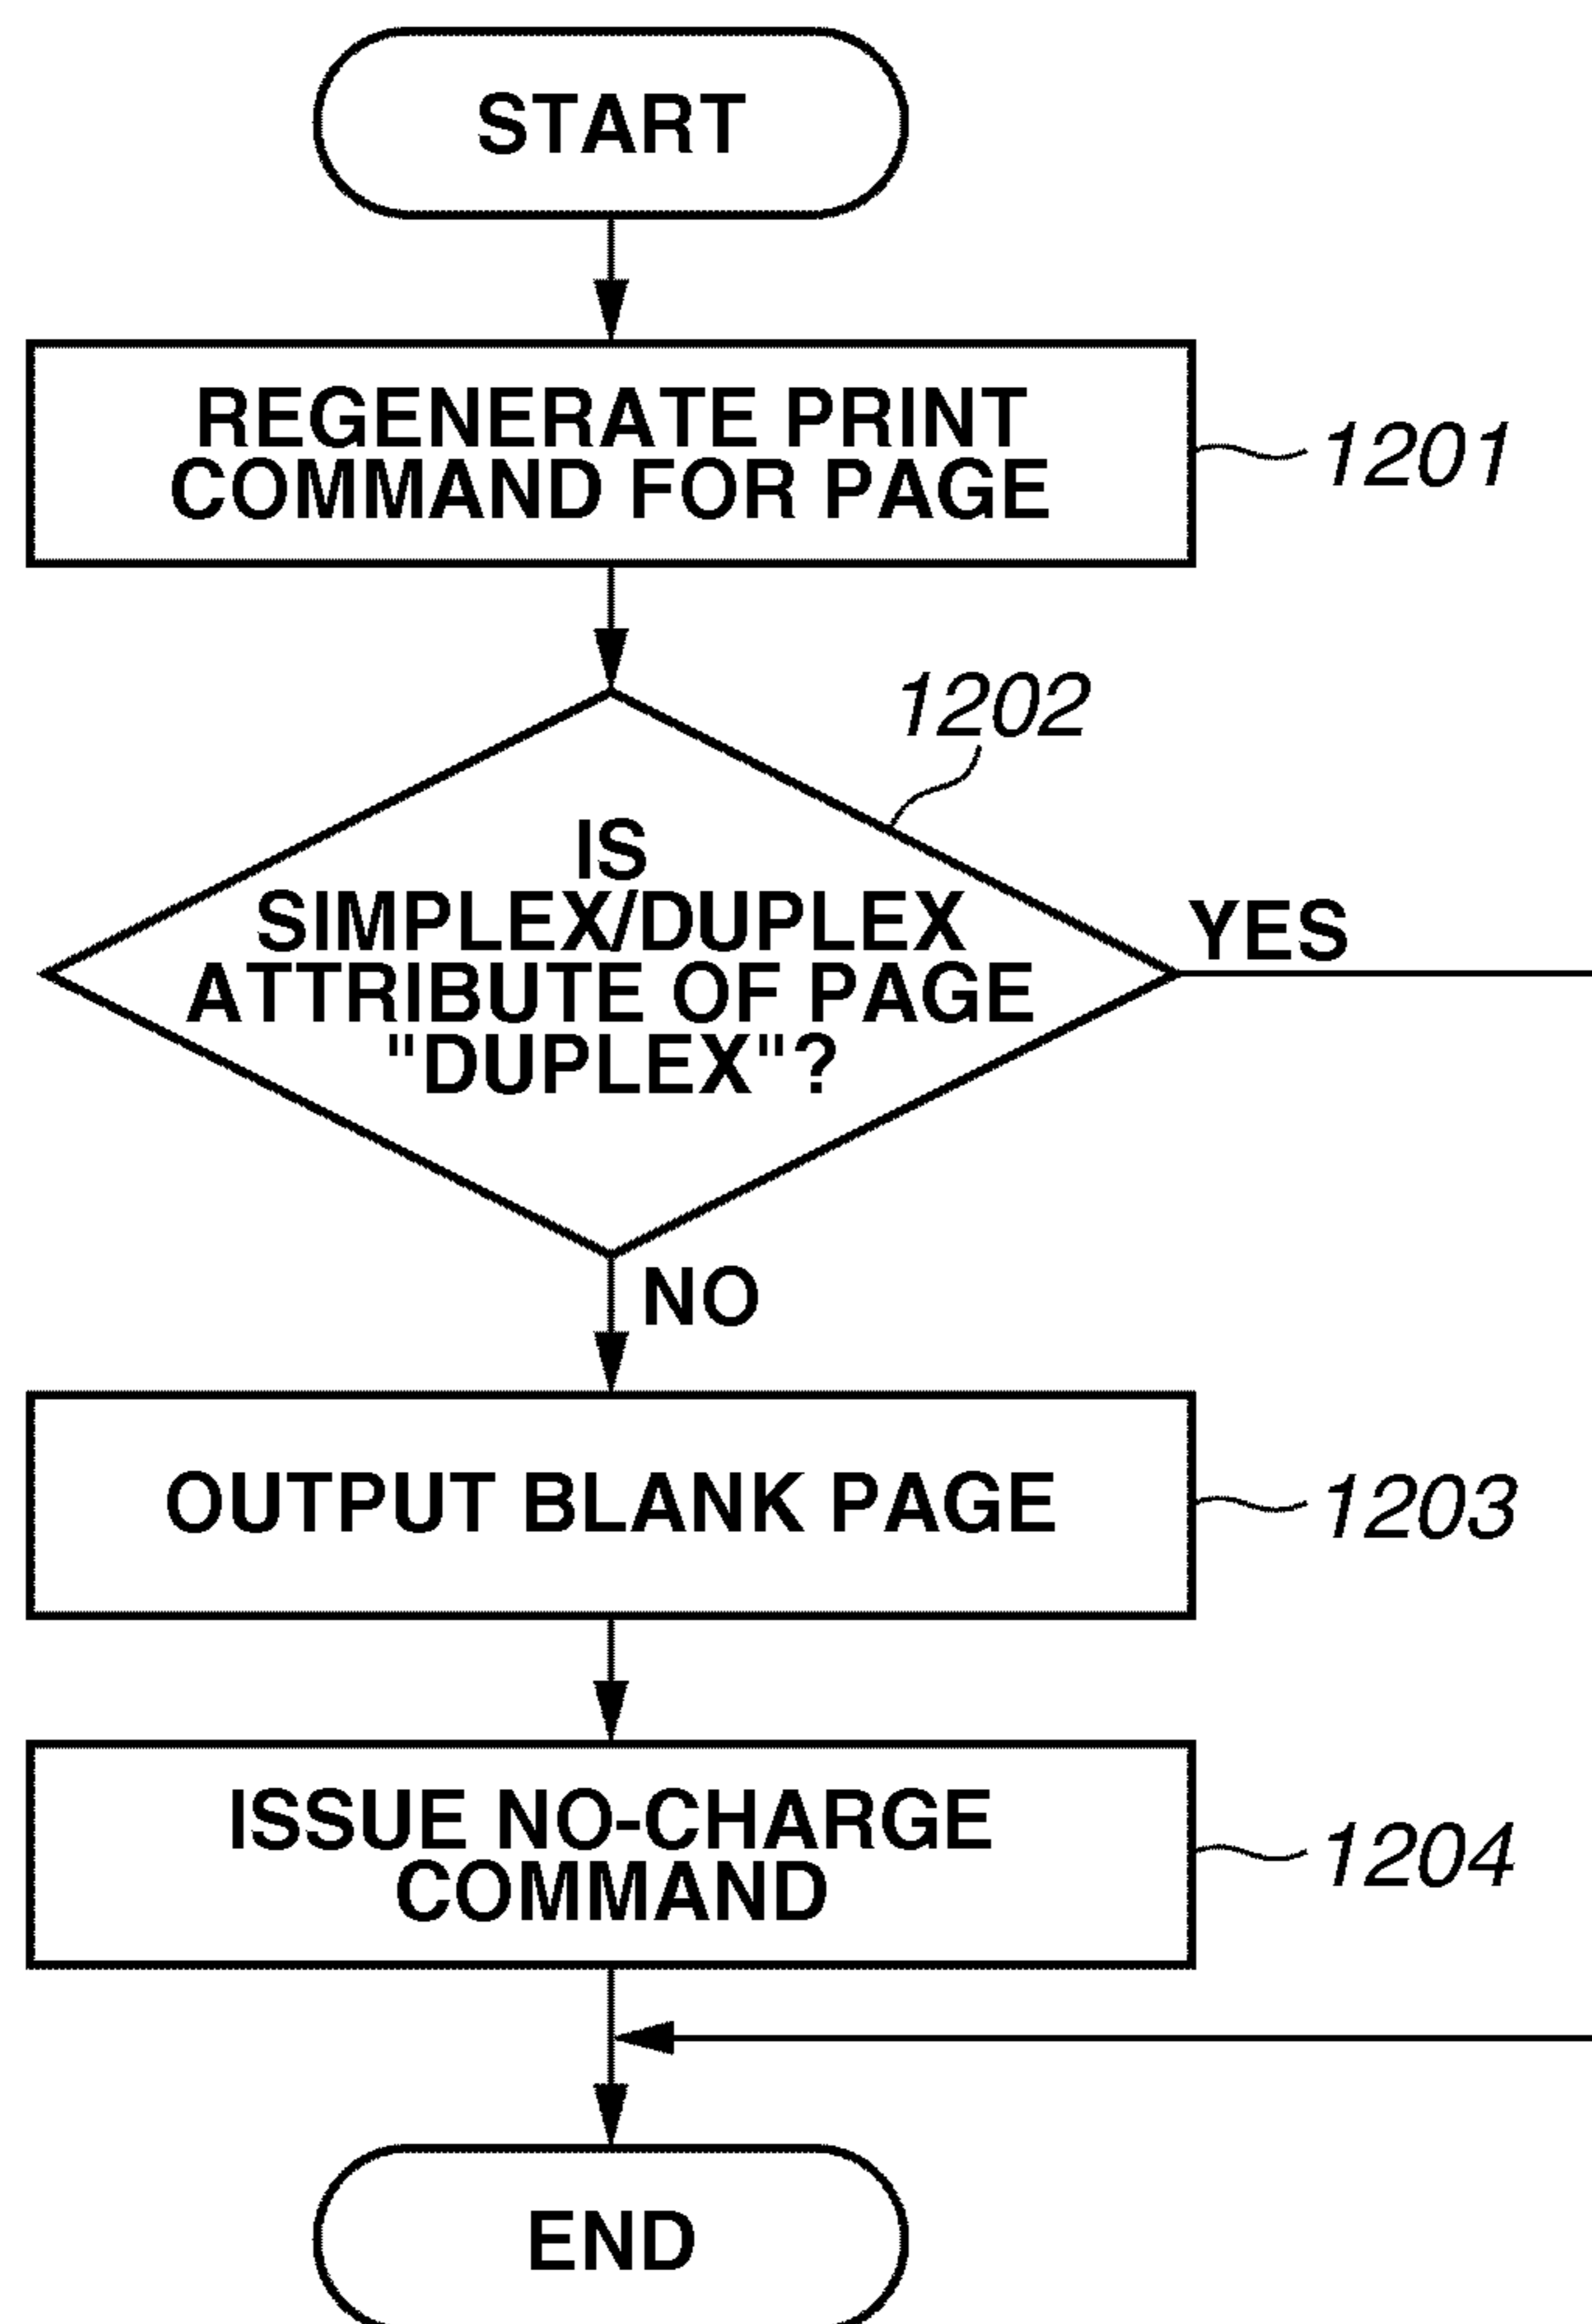 START
REGENERATE PRINT
COMMAND FOR PAGE
1201
1202
IS
SIMPLEX/DUPLEX
ATTRIBUTE OF PAGE
"DUPLEX"?
YES
NO
OUTPUT BLANK PAGE
1203
ISSUE NO-CHARGE
COMMAND
1204
END